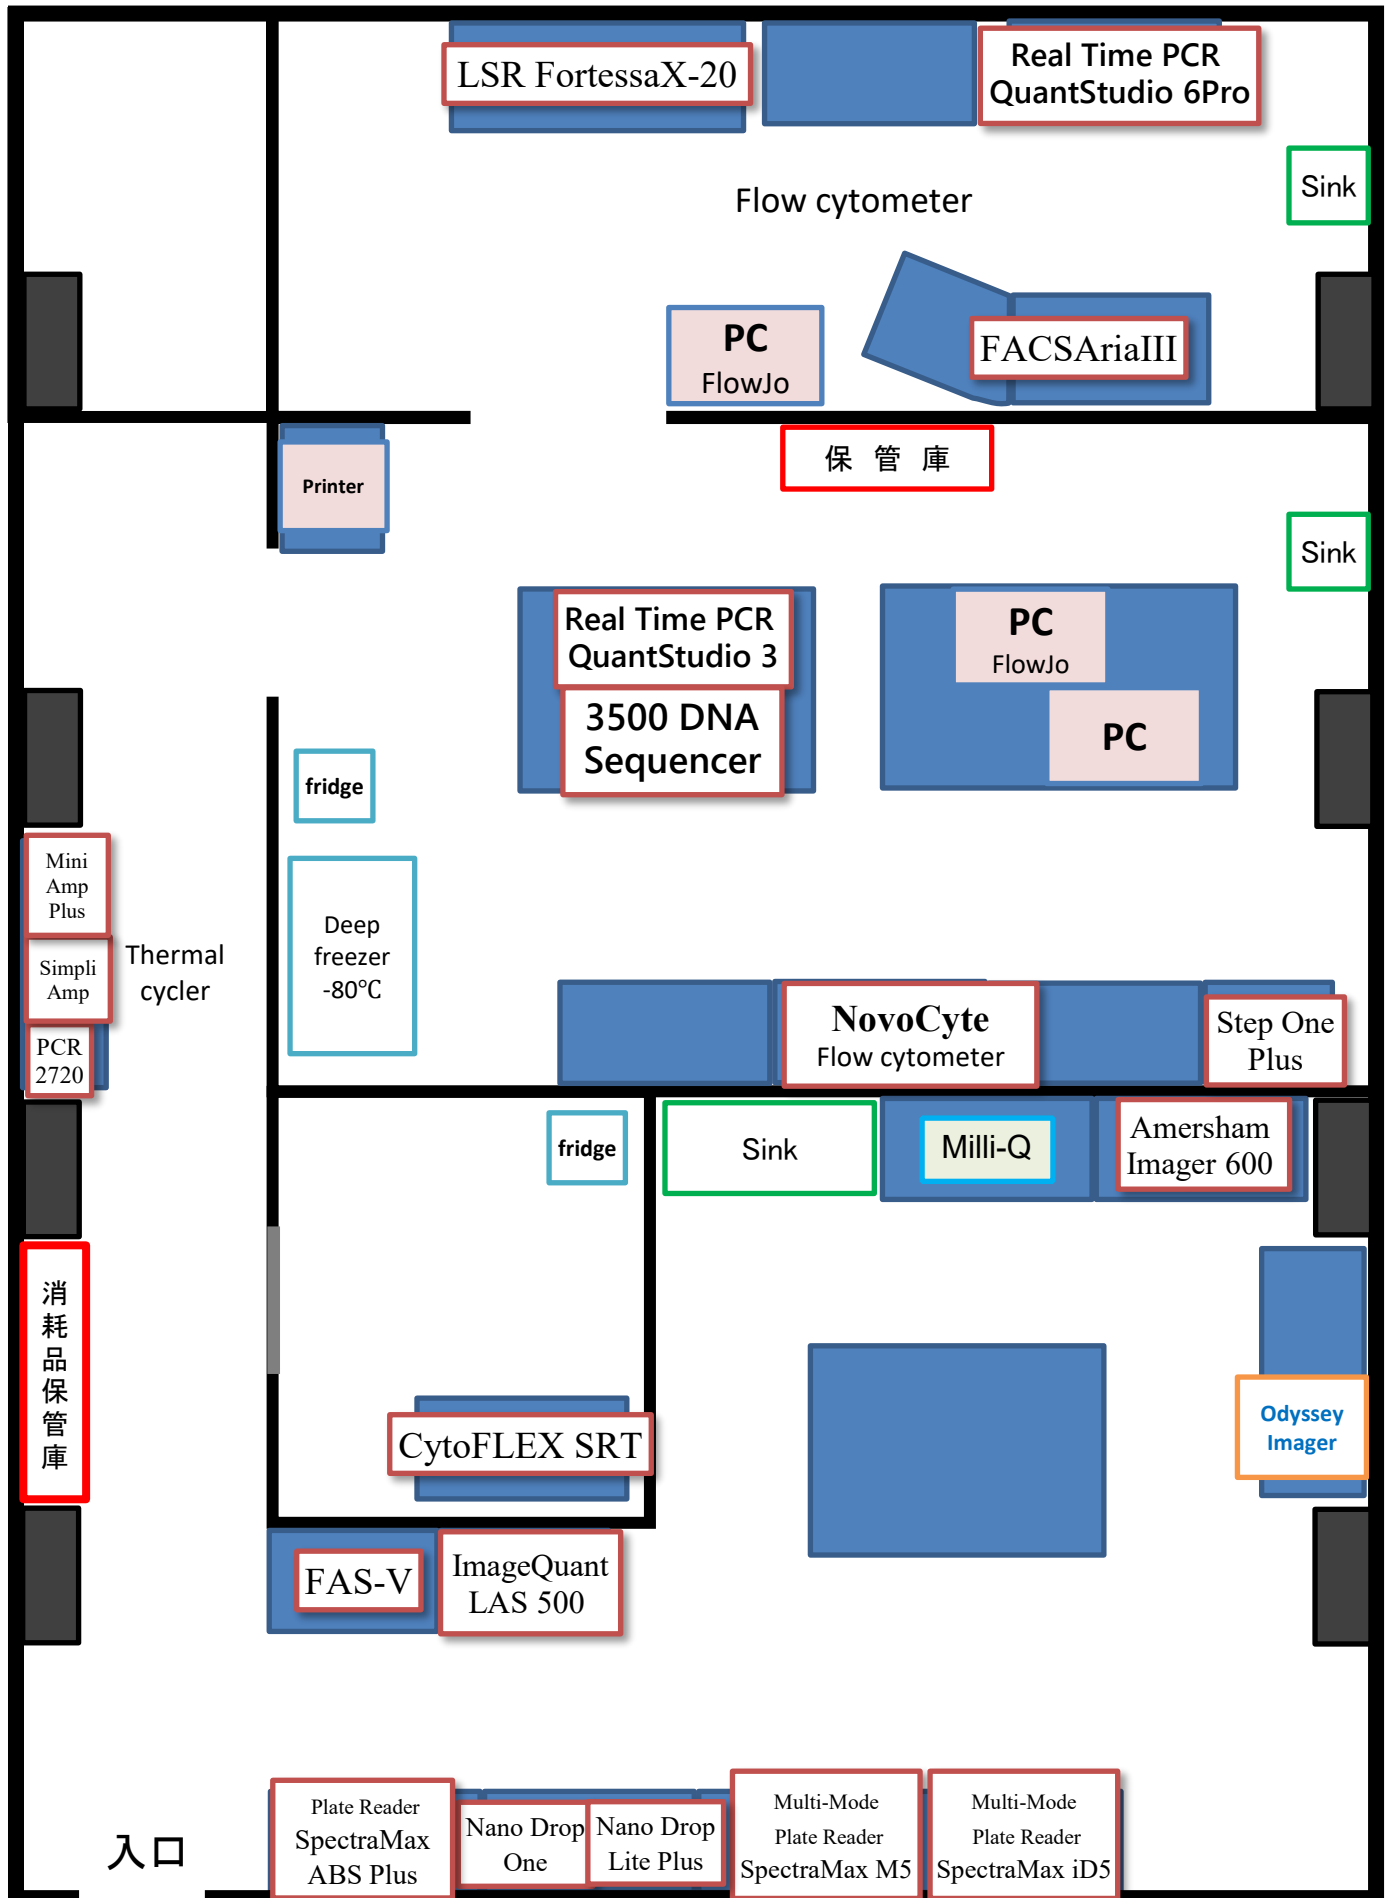 LSR FortessaX-20
Real Time PCR
QuantStudio 6Pro
Sink
Flow cytometer
PC
FlowJo
FACSAriaIII
保 管 庫
Printer
Sink
Real Time PCR
QuantStudio 3
3500 DNA
Sequencer
PC
FlowJo
PC
fridge
Mini
Amp
Plus
Simpli
Amp
PCR
2720
Thermal
cycler
Deep
freezer
-80℃
NovoCyte
Flow cytometer
Step One
Plus
fridge
Sink
Milli-Q
Amersham
Imager 600
消耗品保管庫
CytoFLEX SRT
Odyssey
Imager
FAS-V
ImageQuant
LAS 500
入口
Plate Reader
SpectraMax
ABS Plus
Nano Drop
One
Nano Drop
Lite Plus
Multi-Mode
Plate Reader
SpectraMax M5
Multi-Mode
Plate Reader
SpectraMax iD5